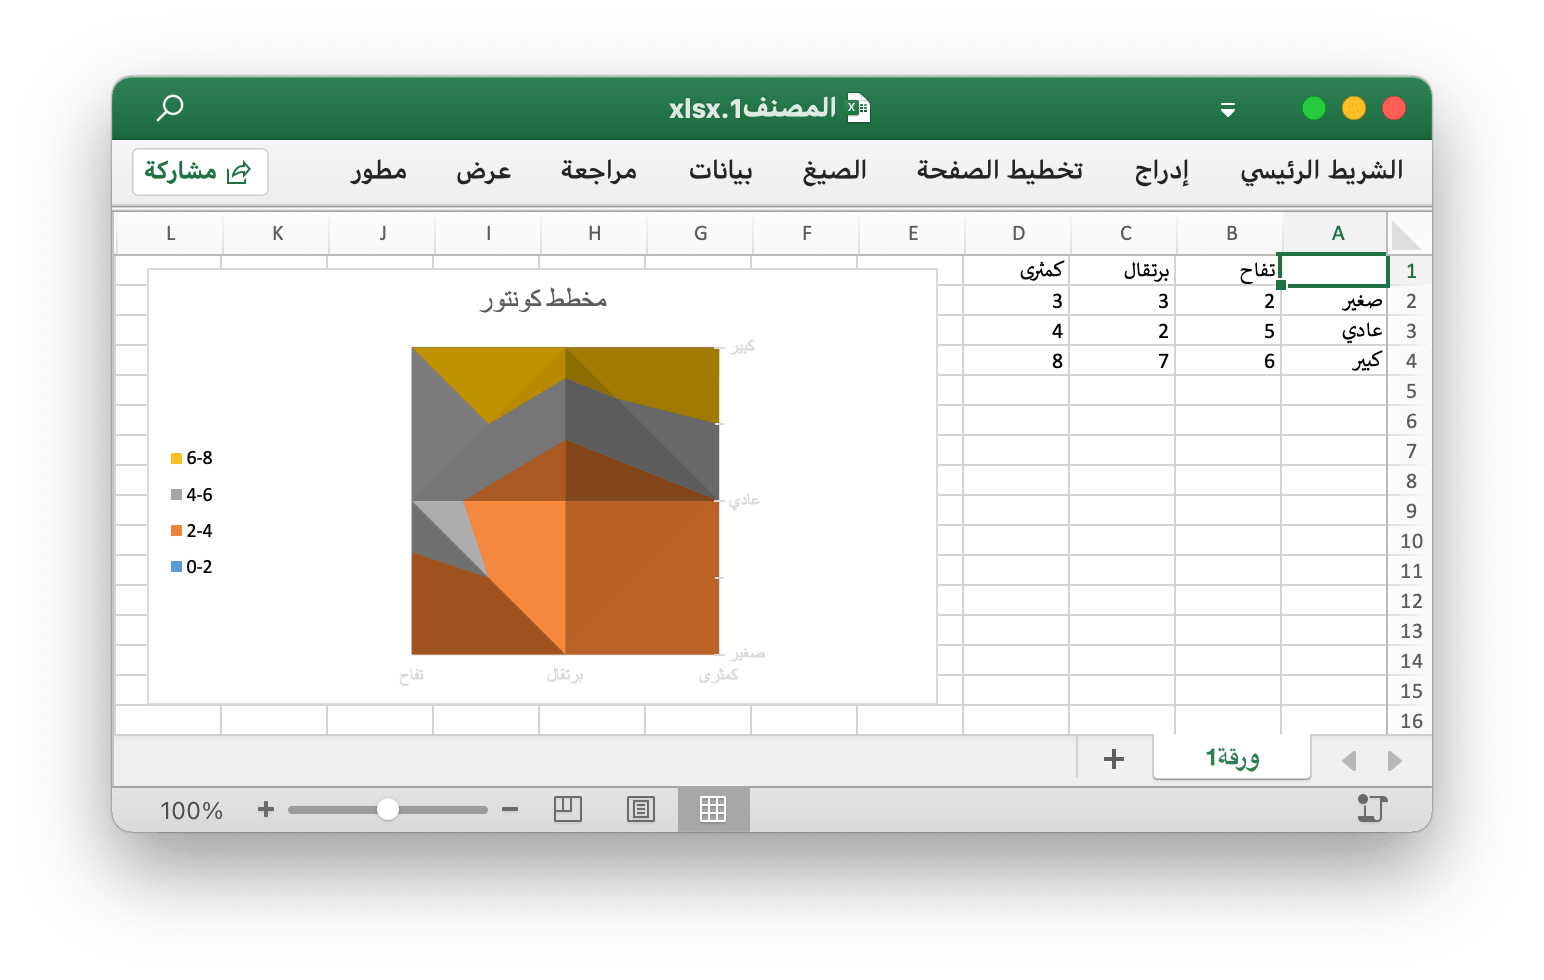 المصنف1.xlsx
الشريط الرئيسي إدراج تخطيط الصفحة الصيغ بيانات مراجعة عرض مطور مشاركة
A B C D E F G H I J K L
1 تفاح برتقال كمثرى
2 صغير 2 3 3
3 عادي 5 2 4
4 كبير 6 7 8
5
6
7
8
9
10
11
12
13
14
15
16
مخطط كونتور
كبير
عادي
صغير
تفاح برتقال كمثرى
6-8
4-6
2-4
0-2
ورقة1
100%